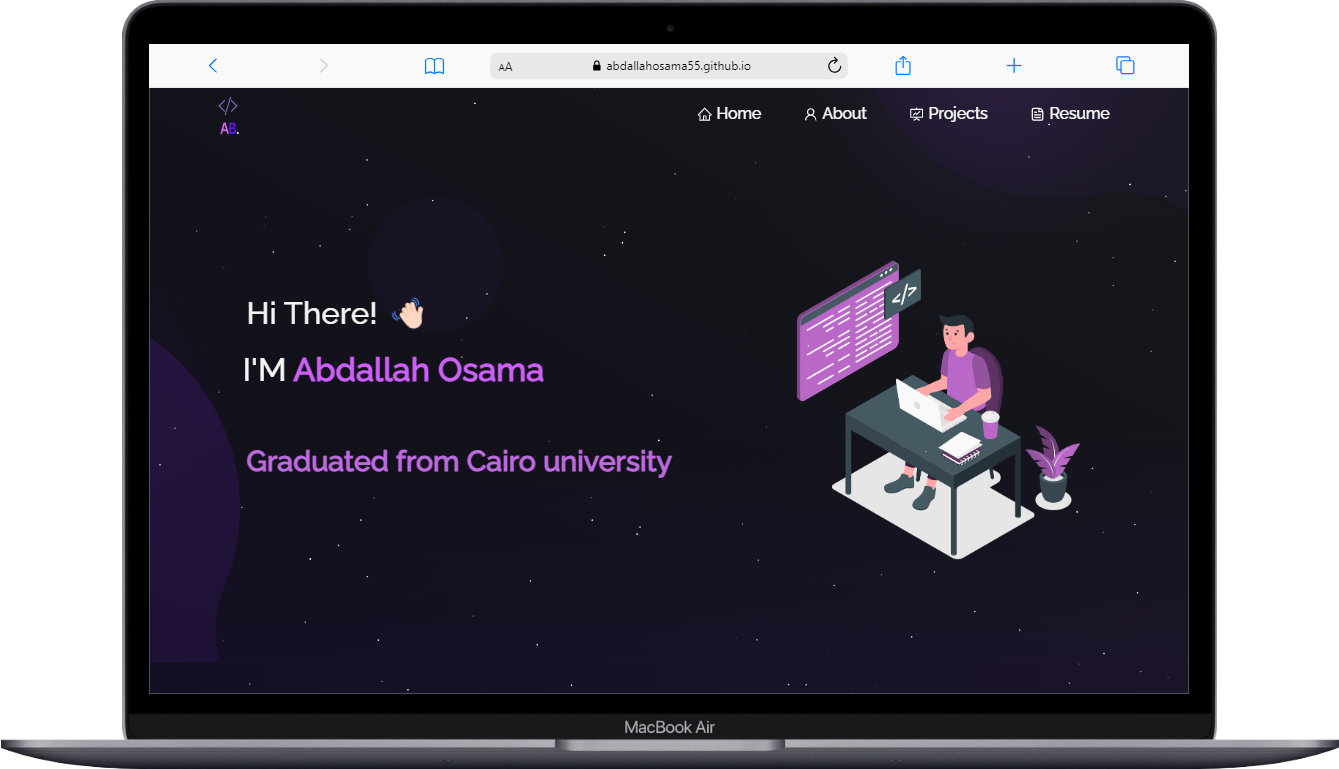 AA abdallahosama55.github.io
</>
AB.
Home About Projects Resume
</>
Hi There! 👋🏻
I'M Abdallah Osama
Graduated from Cairo university
MacBook Air